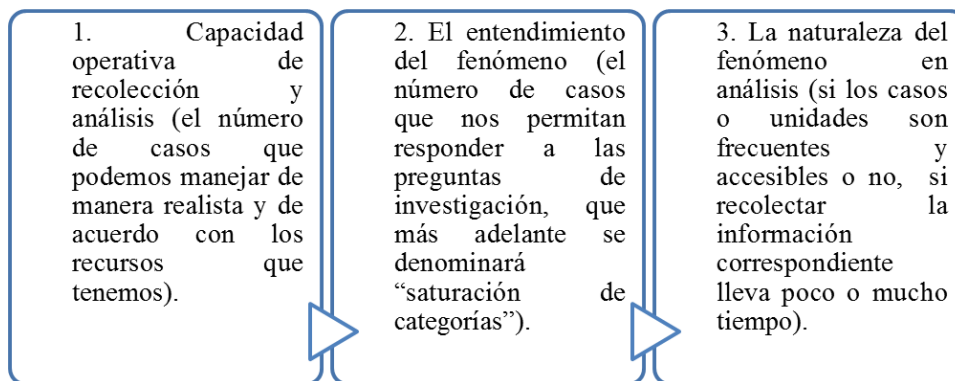 1. Capacidad
operativa de
recolección y
análisis (el número
de casos que
podemos manejar de
manera realista y de
acuerdo con los
recursos que
tenemos).
2. El entendimiento
del fenómeno (el
número de casos
que nos permitan
responder a las
preguntas de
investigación, que
más adelante se
denominará
“saturación de
categorías”).
3. La naturaleza del
fenómeno en
análisis (si los casos
o unidades son
frecuentes y
accesibles o no, si
recolectar la
información
correspondiente
lleva poco o mucho
tiempo).